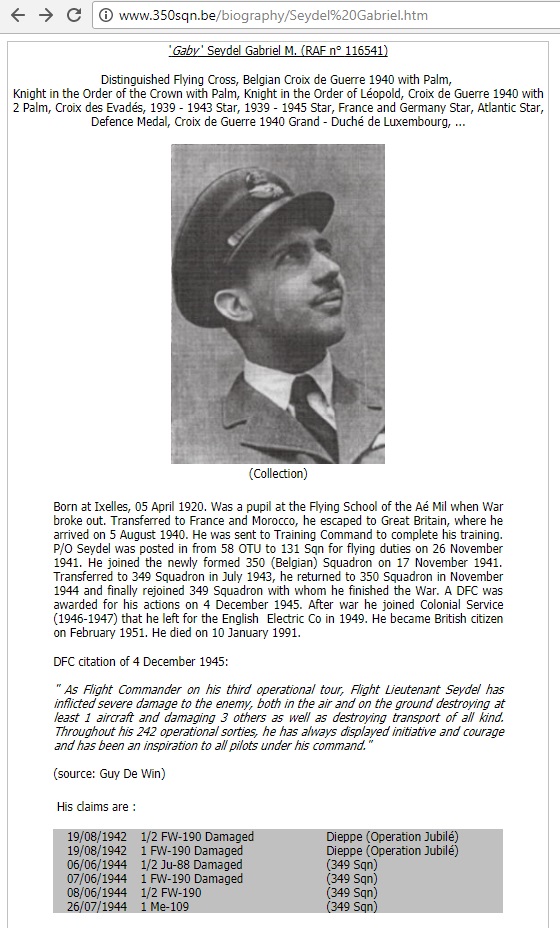 www.350sqn.be/biography/Seydel%20Gabriel.htm
'Gaby' Seydel Gabriel M. (RAF n° 116541)
Distinguished Flying Cross, Belgian Croix de Guerre 1940 with Palm,
Knight in the Order of the Crown with Palm, Knight in the Order of Léopold, Croix de Guerre 1940 with
2 Palm, Croix des Evadés, 1939 - 1943 Star, 1939 - 1945 Star, France and Germany Star, Atlantic Star,
Defence Medal, Croix de Guerre 1940 Grand - Duché de Luxembourg, ...
(Collection)
Born at Ixelles, 05 April 1920. Was a pupil at the Flying School of the Aé Mil when War
broke out. Transferred to France and Morocco, he escaped to Great Britain, where he
arrived on 5 August 1940. He was sent to Training Command to complete his training.
P/O Seydel was posted in from 58 OTU to 131 Sqn for flying duties on 26 November
1941. He joined the newly formed 350 (Belgian) Squadron on 17 November 1941.
Transferred to 349 Squadron in July 1943, he returned to 350 Squadron in November
1944 and finally rejoined 349 Squadron with whom he finished the War. A DFC was
awarded for his actions on 4 December 1945. After war he joined Colonial Service
(1946-1947) that he left for the English Electric Co in 1949. He became British citizen
on February 1951. He died on 10 January 1991.
DFC citation of 4 December 1945:
" As Flight Commander on his third operational tour, Flight Lieutenant Seydel has
inflicted severe damage to the enemy, both in the air and on the ground destroying at
least 1 aircraft and damaging 3 others as well as destroying transport of all kind.
Throughout his 242 operational sorties, he has always displayed initiative and courage
and has been an inspiration to all pilots under his command."
(source: Guy De Win)
His claims are :
19/08/1942 1/2 FW-190 Damaged Dieppe (Operation Jubilé)
19/08/1942 1 FW-190 Damaged Dieppe (Operation Jubilé)
06/06/1944 1/2 Ju-88 Damaged (349 Sqn)
07/06/1944 1 FW-190 Damaged (349 Sqn)
08/06/1944 1/2 FW-190 (349 Sqn)
26/07/1944 1 Me-109 (349 Sqn)